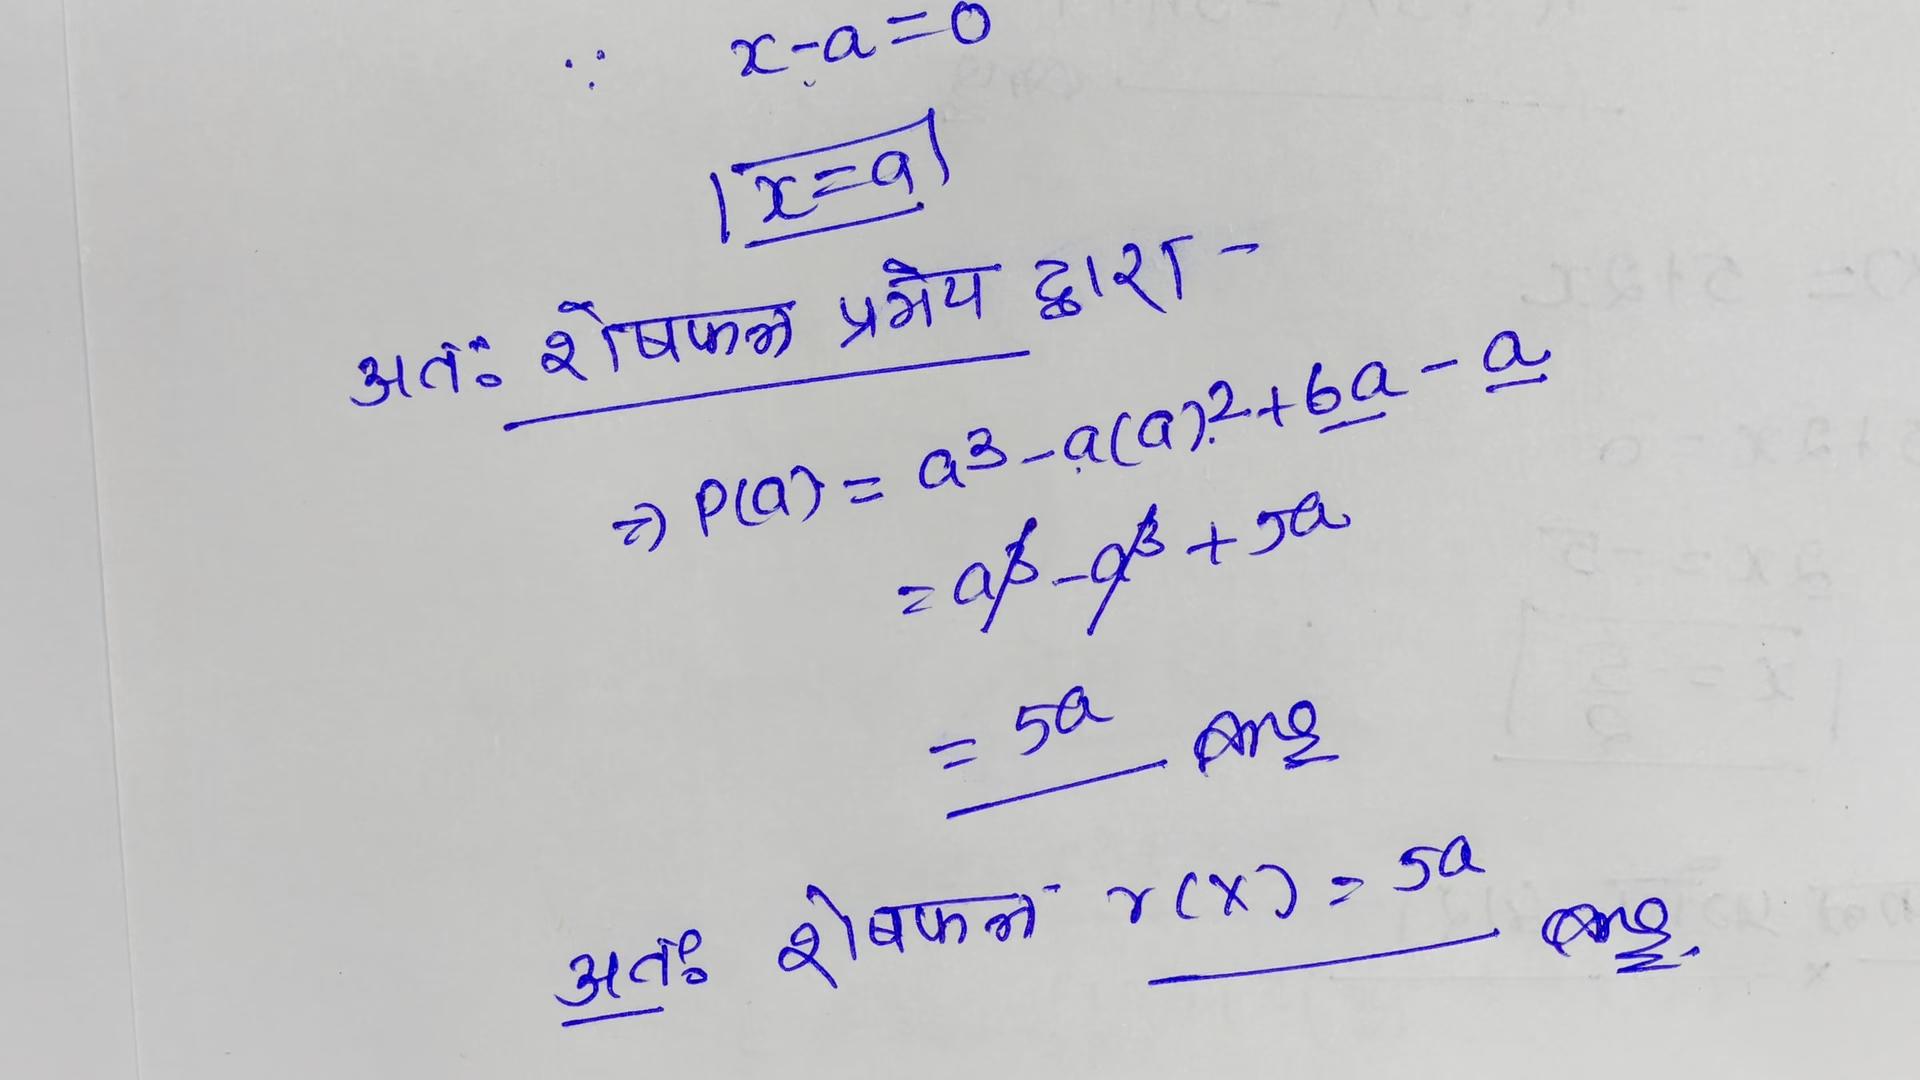 ∵ x-a=0
x=a
अतः शेषफल प्रमेय द्वारा -
⇒ P(a) = a³ - a(a)² + 6a - a
= a³ - a³ + 5a
= 5a Ans
अतः शेषफल r(x) = 5a Ans.